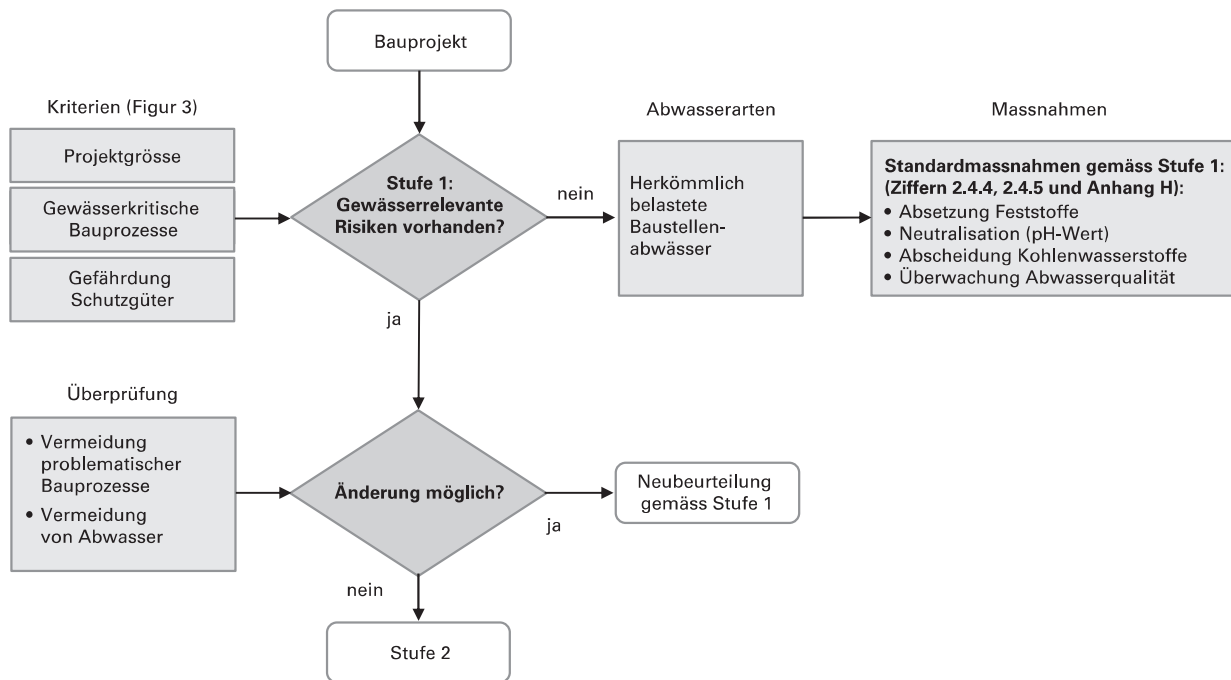 Bauprojekt
Kriterien (Figur 3)
Projektgrösse
Gewässerkritische
Bauprozesse
Gefährdung
Schutzgüter
Stufe 1:
Gewässerrelevante
Risiken vorhanden?
nein
ja
Abwasserarten
Herkömmlich
belastete
Baustellen-
abwässer
Massnahmen
Standardmassnahmen gemäss Stufe 1:
(Ziffern 2.4.4, 2.4.5 und Anhang H):
• Absetzung Feststoffe
• Neutralisation (pH-Wert)
• Abscheidung Kohlenwasserstoffe
• Überwachung Abwasserqualität
Überprüfung
• Vermeidung
problematischer
Bauprozesse
• Vermeidung
von Abwasser
Änderung möglich?
ja
Neubeurteilung
gemäss Stufe 1
nein
Stufe 2